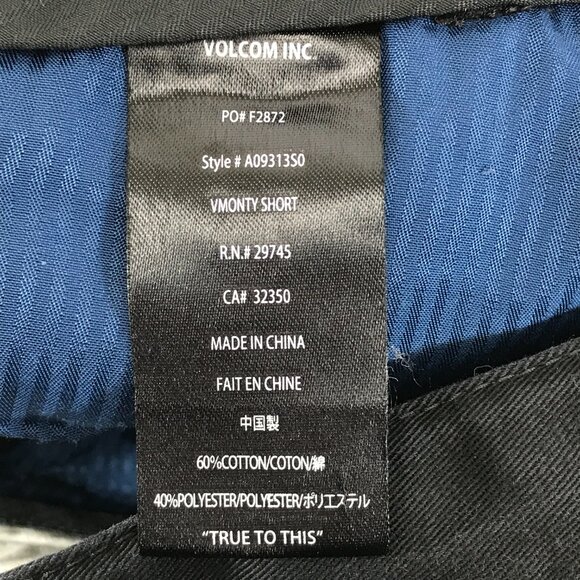 VOLCOM INC.
PO# F2872
Style # A09313S0
VMONTY SHORT
R.N.# 29745
CA# 32350
MADE IN CHINA
FAIT EN CHINE
中国製
60%COTTON/COTON/綿
40%POLYESTER/POLYESTER/ポリエステル
"TRUE TO THIS"